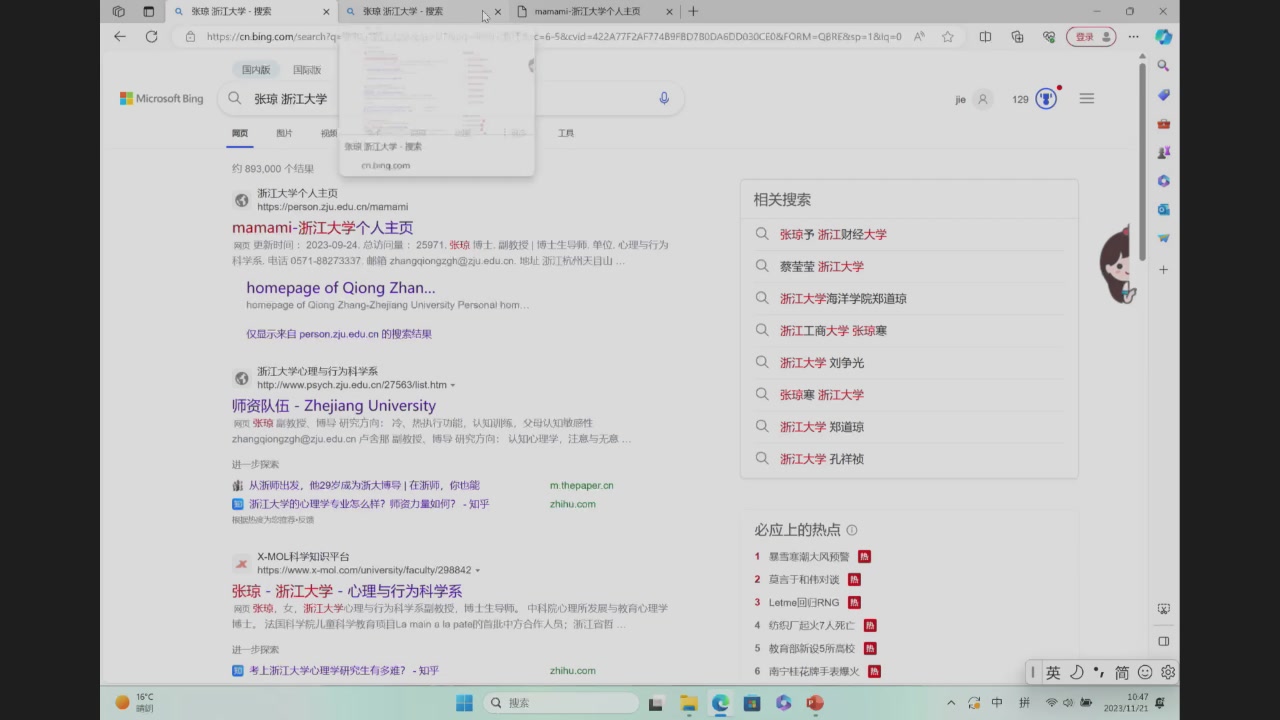 张琼 浙江大学 - 搜索
张琼 浙江大学 - 搜索
mamami-浙江大学个人主页
登录
国内版
国际版
Microsoft Bing
张琼 浙江大学
jie
129
网页
图片
视频
工具
张琼 浙江大学 - 搜索
cn.bing.com
约 893,000 个结果
浙江大学个人主页
https://person.zju.edu.cn/mamami
mamami-浙江大学个人主页
网页 更新时间： 2023-09-24. 总访问量： 25971. 张琼 博士. 副教授 | 博士生导师. 单位. 心理与行为
科学系. 电话 0571-88273337. 邮箱 zhangqiongzgh@zju.edu.cn. 地址 浙江杭州天目山 ...
homepage of Qiong Zhan...
homepage of Qiong Zhang-Zhejiang University Personal hom...
仅显示来自 person.zju.edu.cn 的搜索结果
浙江大学心理与行为科学系
http://www.psych.zju.edu.cn/27563/list.htm
师资队伍 - Zhejiang University
网页 张琼 副教授、博导 研究方向： 冷、热执行功能，认知训练，父母认知敏感性
zhangqiongzgh@zju.edu.cn 卢舍那 副教授、博导 研究方向： 认知心理学，注意与无意 ...
进一步探索
从浙师出发，他29岁成为浙大博导 | 在浙师，你也能
m.thepaper.cn
浙江大学的心理学专业怎么样？师资力量如何？ - 知乎
zhihu.com
根据热度为您推荐•反馈
X-MOL科学知识平台
https://www.x-mol.com/university/faculty/298842
张琼 - 浙江大学 - 心理与行为科学系
网页 张琼，女，浙江大学心理与行为科学系副教授，博士生导师。 中科院心理所发展与教育心理学
博士。 法国科学院儿童科学教育项目La main a la pate的首批中方合作人员；浙江省哲 ...
进一步探索
考上浙江大学心理学研究生有多难？ - 知乎
zhihu.com
相关搜索
张琼予 浙江财经大学
蔡莹莹 浙江大学
浙江大学海洋学院郑道琼
浙江工商大学 张琼寒
浙江大学 刘争光
张琼寒 浙江大学
浙江大学 郑道琼
浙江大学 孔祥祯
必应上的热点
1 暴雪寒潮大风预警 热
2 莫言于和伟对谈 热
3 Letme回归RNG 热
4 纺织厂起火7人死亡 热
5 教育部新设5所高校 热
6 南宁桂花牌手表爆火 热
英
简
16°C
晴朗
搜索
中
拼
10:47
2023/11/21